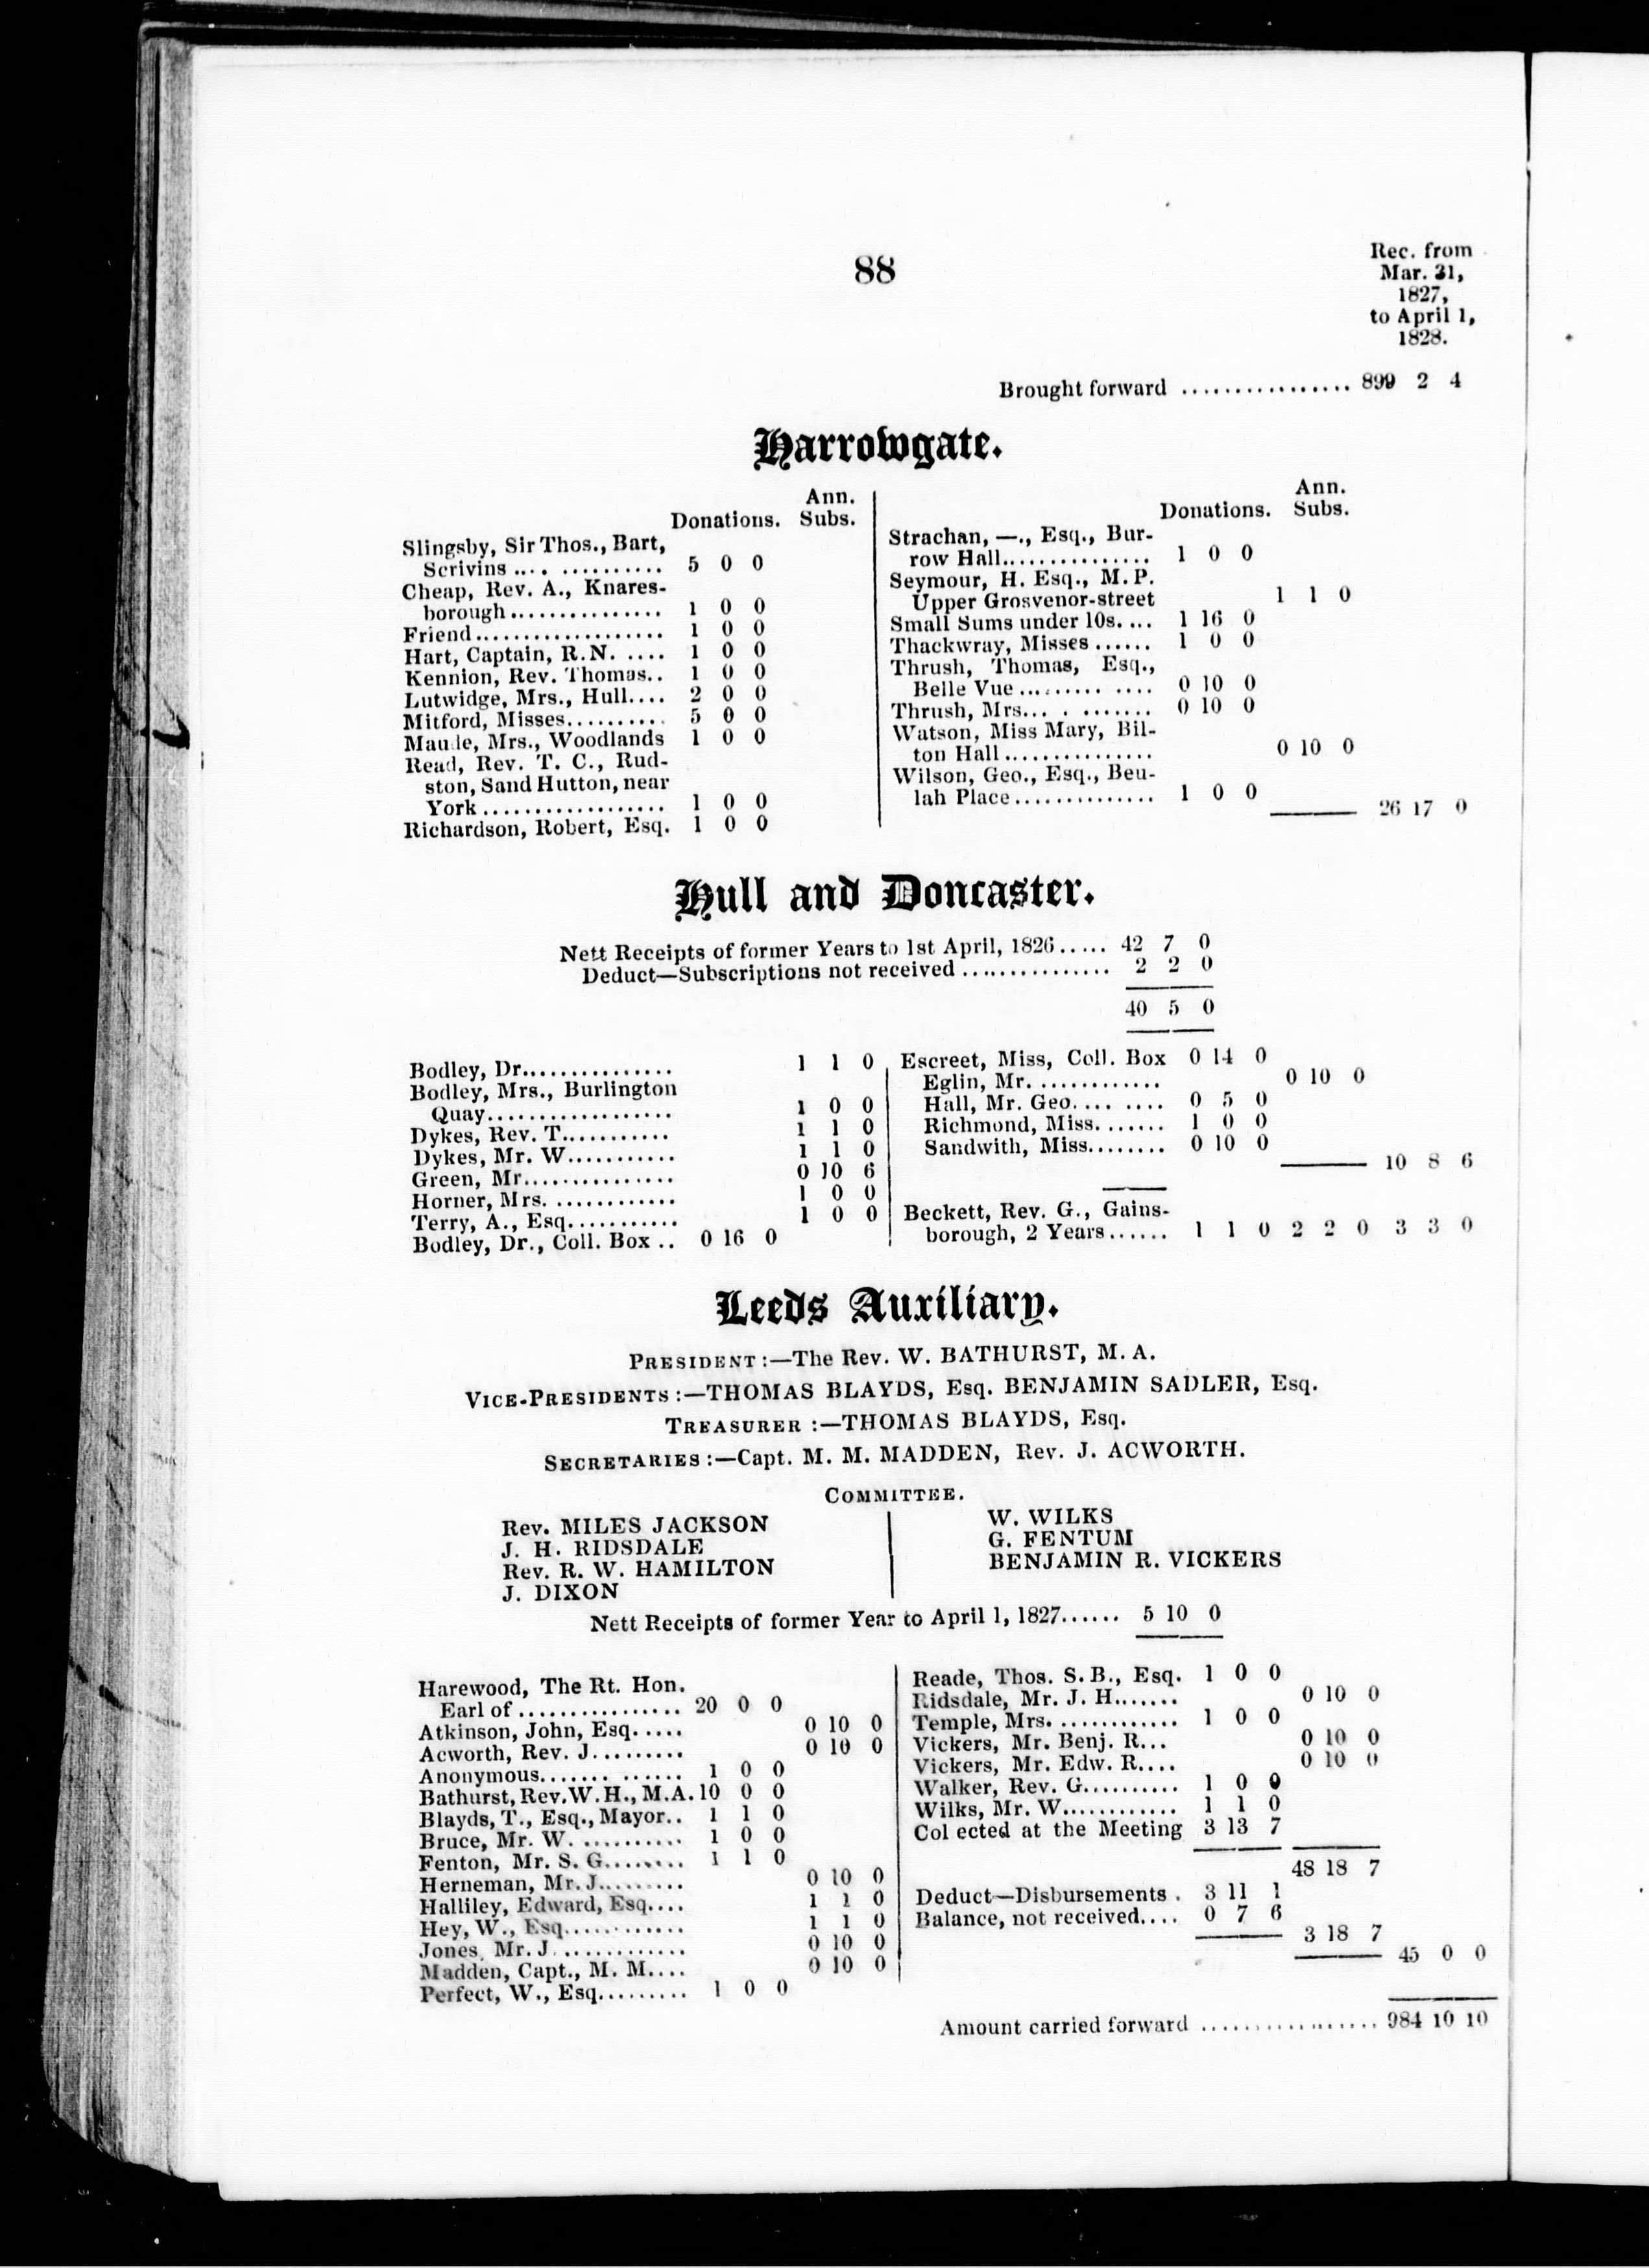 88
Rec. from
Mar. 31,
1827,
to April 1,
1828.
Brought forward ................ 899 2 4
Harrowgate.
Donations. Ann. Subs.
Slingsby, Sir Thos., Bart,
Scrivins .... .......... 5 0 0
Cheap, Rev. A., Knares-
borough ............... 1 0 0
Friend ................... 1 0 0
Hart, Captain, R.N. .... 1 0 0
Kennion, Rev. Thomas.. 1 0 0
Lutwidge, Mrs., Hull.... 2 0 0
Mitford, Misses.......... 5 0 0
Maude, Mrs., Woodlands 1 0 0
Read, Rev. T. C., Rud-
ston, Sand Hutton, near
York .................. 1 0 0
Richardson, Robert, Esq. 1 0 0
Donations. Ann. Subs.
Strachan, —., Esq., Bur-
row Hall............... 1 0 0
Seymour, H. Esq., M.P.
Upper Grosvenor-street 1 1 0
Small Sums under 10s. ... 1 16 0
Thackwray, Misses ...... 1 0 0
Thrush, Thomas, Esq.,
Belle Vue ............. 0 10 0
Thrush, Mrs... . ....... 0 10 0
Watson, Miss Mary, Bil-
ton Hall ............... 0 10 0
Wilson, Geo., Esq., Beu-
lah Place .............. 1 0 0
26 17 0
Hull and Doncaster.
Nett Receipts of former Years to 1st April, 1826 ..... 42 7 0
Deduct—Subscriptions not received ............... 2 2 0
40 5 0
Bodley, Dr............... 1 1 0
Bodley, Mrs., Burlington
Quay.................. 1 0 0
Dykes, Rev. T........... 1 1 0
Dykes, Mr. W........... 1 1 0
Green, Mr............... 0 10 6
Horner, Mrs. ............ 1 0 0
Terry, A., Esq........... 1 0 0
Bodley, Dr., Coll. Box .. 0 16 0
Escreet, Miss, Coll. Box 0 14 0
Eglin, Mr. ............. 0 10 0
Hall, Mr. Geo.... ..... 0 5 0
Richmond, Miss....... 1 0 0
Sandwith, Miss........ 0 10 0
10 8 6
Beckett, Rev. G., Gains-
borough, 2 Years...... 1 1 0 2 2 0 3 3 0
Leeds Auxiliary.
PRESIDENT:—The Rev. W. BATHURST, M. A.
VICE-PRESIDENTS:—THOMAS BLAYDS, Esq. BENJAMIN SADLER, Esq.
TREASURER :—THOMAS BLAYDS, Esq.
SECRETARIES:—Capt. M. M. MADDEN, Rev. J. ACWORTH.
COMMITTEE.
Rev. MILES JACKSON
J. H. RIDSDALE
Rev. R. W. HAMILTON
J. DIXON
W. WILKS
G. FENTUM
BENJAMIN R. VICKERS
Nett Receipts of former Year to April 1, 1827...... 5 10 0
Harewood, The Rt. Hon.
Earl of ................ 20 0 0
Atkinson, John, Esq..... 0 10 0
Acworth, Rev. J......... 0 10 0
Anonymous....... ...... 1 0 0
Bathurst, Rev. W. H., M.A. 10 0 0
Blayds, T., Esq., Mayor.. 1 1 0
Bruce, Mr. W. .......... 1 0 0
Fenton, Mr. S. G........ 1 1 0
Herneman, Mr. J......... 0 10 0
Halliley, Edward, Esq.... 1 1 0
Hey, W., Esq............ 1 1 0
Jones, Mr. J ............. 0 10 0
Madden, Capt., M. M.... 0 10 0
Perfect, W., Esq......... 1 0 0
Reade, Thos. S. B., Esq. 1 0 0
Ridsdale, Mr. J. H....... 0 10 0
Temple, Mrs. ............ 1 0 0
Vickers, Mr. Benj. R... 0 10 0
Vickers, Mr. Edw. R.... 0 10 0
Walker, Rev. G.......... 1 0 0
Wilks, Mr. W............ 1 1 0
Col ected at the Meeting 3 13 7
48 18 7
Deduct—Disbursements . 3 11 1
Balance, not received.... 0 7 6
3 18 7
45 0 0
Amount carried forward ................. 984 10 10